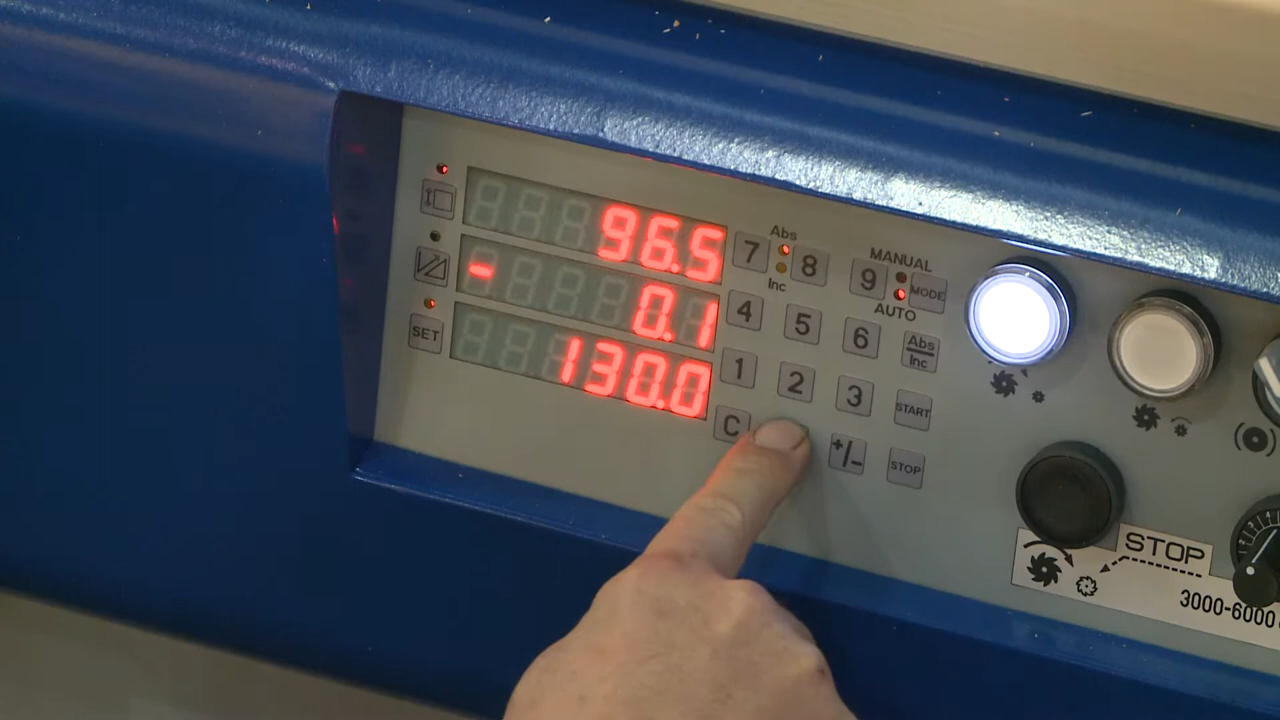 96.5
- 0.1
130.0
SET
Abs
7 8
Inc
MANUAL
9 MODE
AUTO
4 5 6 Abs
Inc
1 2 3 START
C +/- STOP
STOP
3000-6000